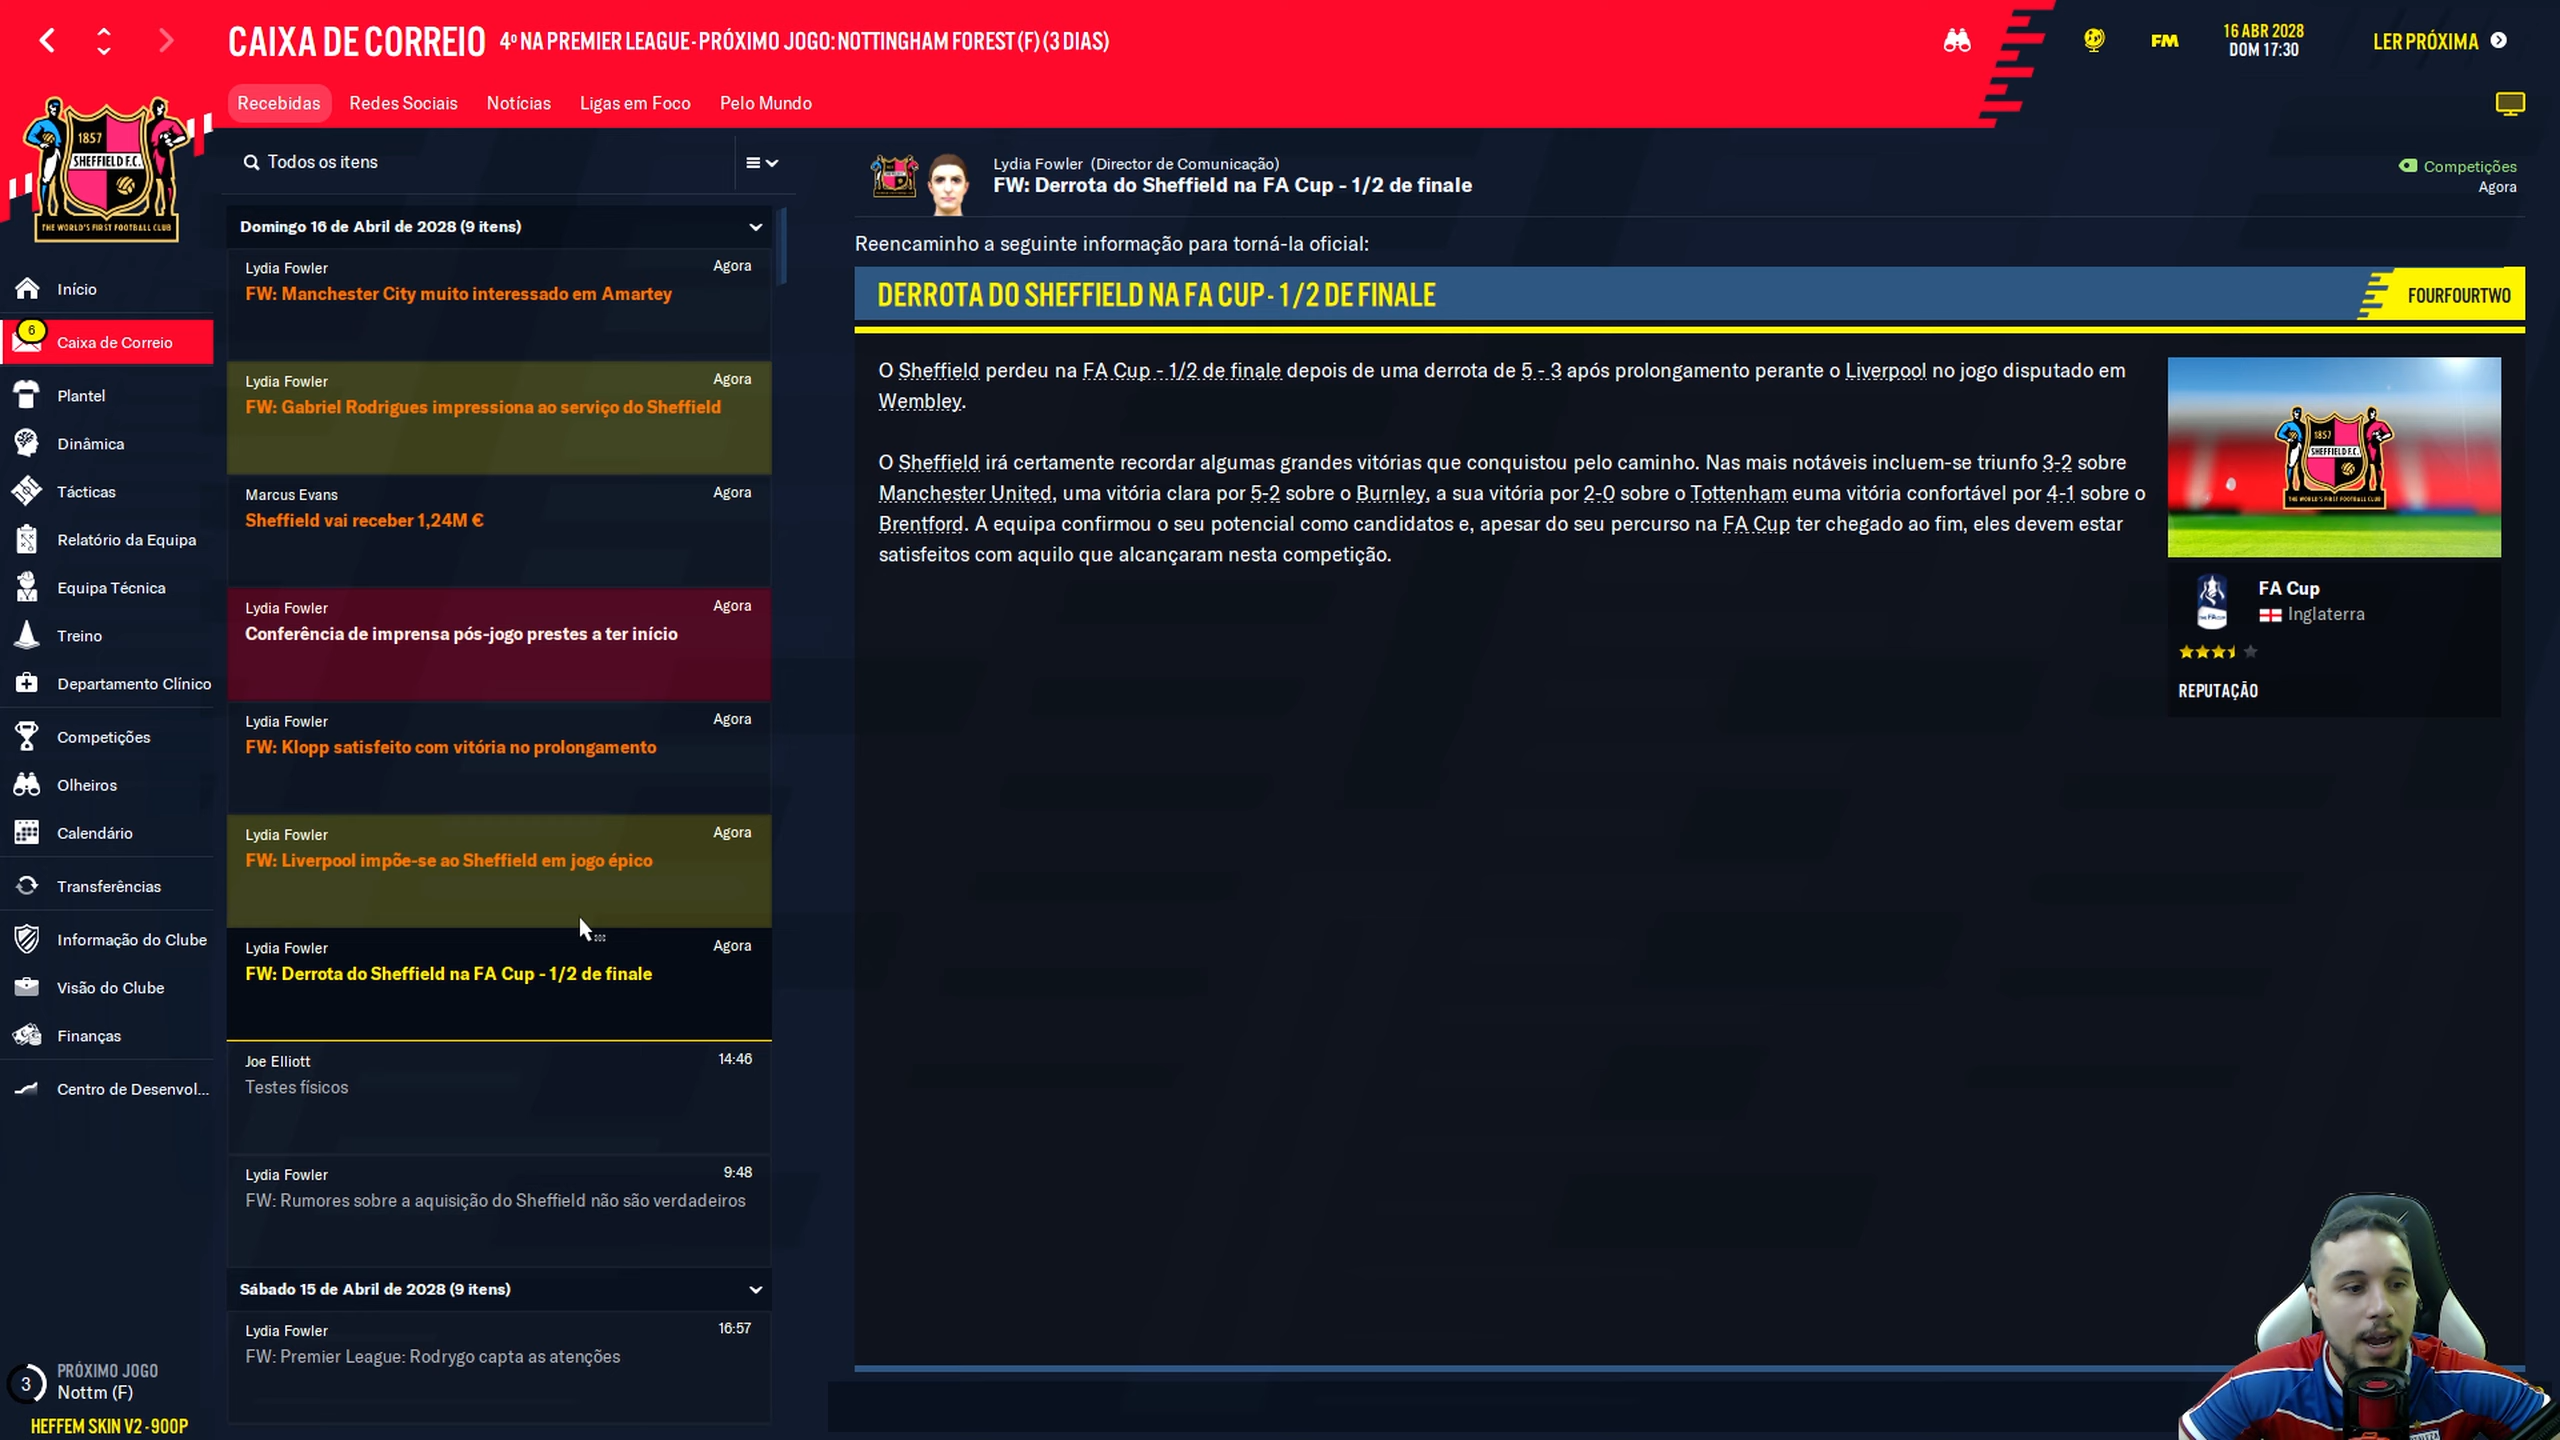 CAIXA DE CORREIO
4º NA PREMIER LEAGUE - PRÓXIMO JOGO: NOTTINGHAM FOREST (F) (3 DIAS)
FM
16 ABR 2028
DOM 17:30
LER PRÓXIMA
Recebidas
Redes Sociais
Notícias
Ligas em Foco
Pelo Mundo
1857
SHEFFIELD F.C.
THE WORLD'S FIRST FOOTBALL CLUB
Início
6
Caixa de Correio
Plantel
Dinâmica
Tácticas
Relatório da Equipa
Equipa Técnica
Treino
Departamento Clínico
Competições
Olheiros
Calendário
Transferências
Informação do Clube
Visão do Clube
Finanças
Centro de Desenvol...
3
PRÓXIMO JOGO
Nottm (F)
HEFFEM SKIN V2 - 900P
Todos os itens
Domingo 16 de Abril de 2028 (9 itens)
Lydia Fowler
Agora
FW: Manchester City muito interessado em Amartey
Lydia Fowler
Agora
FW: Gabriel Rodrigues impressiona ao serviço do Sheffield
Marcus Evans
Agora
Sheffield vai receber 1,24M €
Lydia Fowler
Agora
Conferência de imprensa pós-jogo prestes a ter início
Lydia Fowler
Agora
FW: Klopp satisfeito com vitória no prolongamento
Lydia Fowler
Agora
FW: Liverpool impõe-se ao Sheffield em jogo épico
Lydia Fowler
Agora
FW: Derrota do Sheffield na FA Cup - 1/2 de finale
Joe Elliott
14:46
Testes físicos
Lydia Fowler
9:48
FW: Rumores sobre a aquisição do Sheffield não são verdadeiros
Sábado 15 de Abril de 2028 (9 itens)
Lydia Fowler
16:57
FW: Premier League: Rodrygo capta as atenções
Lydia Fowler (Director de Comunicação)
FW: Derrota do Sheffield na FA Cup - 1/2 de finale
Competições
Agora
Reencaminho a seguinte informação para torná-la oficial:
DERROTA DO SHEFFIELD NA FA CUP - 1/2 DE FINALE
FOURFOURTWO
O Sheffield perdeu na FA Cup - 1/2 de finale depois de uma derrota de 5 - 3 após prolongamento perante o Liverpool no jogo disputado em
Wembley.
O Sheffield irá certamente recordar algumas grandes vitórias que conquistou pelo caminho. Nas mais notáveis incluem-se triunfo 3-2 sobre
Manchester United, uma vitória clara por 5-2 sobre o Burnley, a sua vitória por 2-0 sobre o Tottenham euma vitória confortável por 4-1 sobre o
Brentford. A equipa confirmou o seu potencial como candidatos e, apesar do seu percurso na FA Cup ter chegado ao fim, eles devem estar
satisfeitos com aquilo que alcançaram nesta competição.
1857
SHEFFIELD F.C.
FA Cup
Inglaterra
REPUTAÇÃO